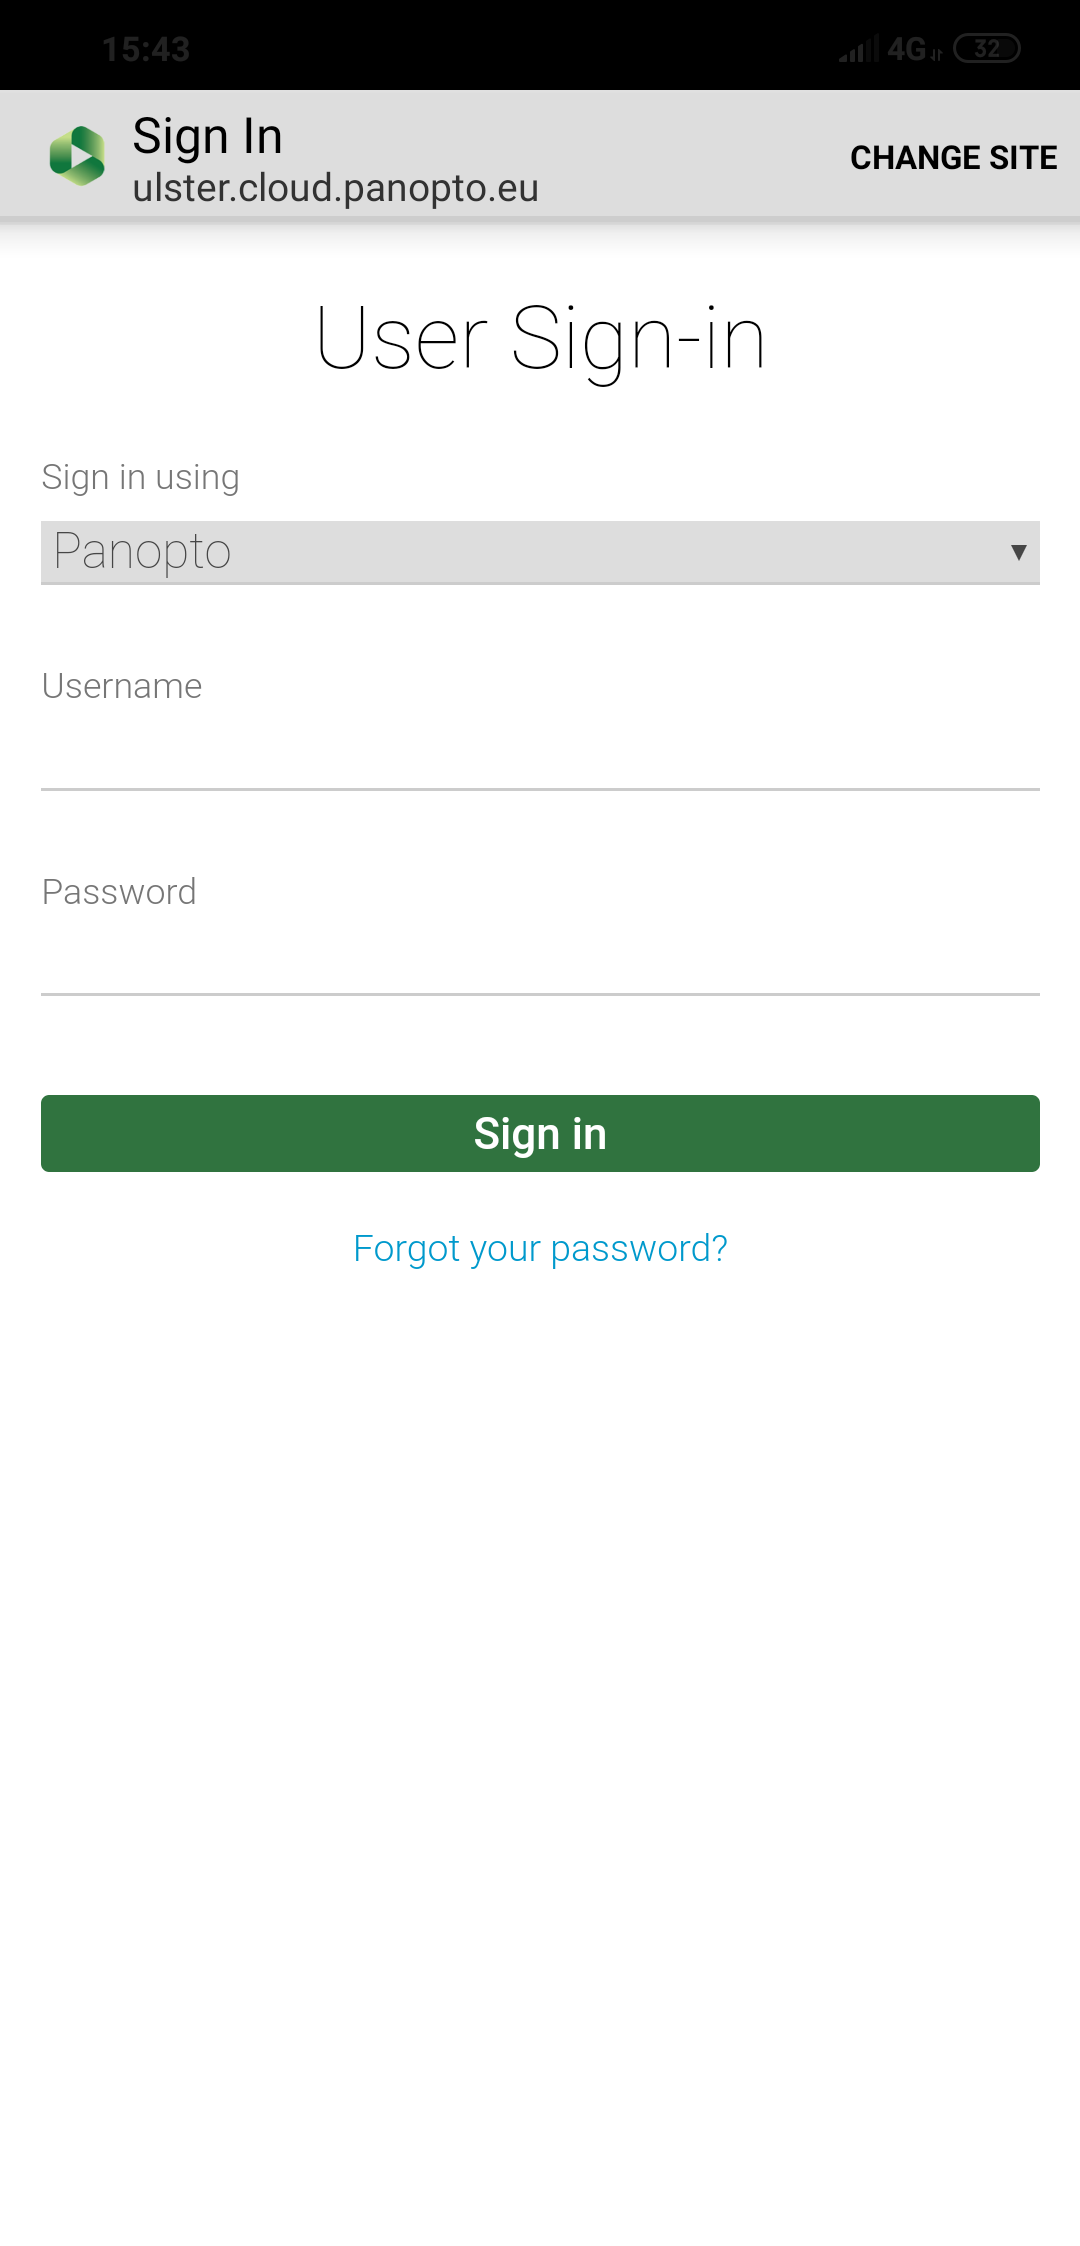 15:43
4G 32
Sign In
CHANGE SITE
ulster.cloud.panopto.eu
User Sign-in
Sign in using
Panopto
Username
Password
Sign in
Forgot your password?